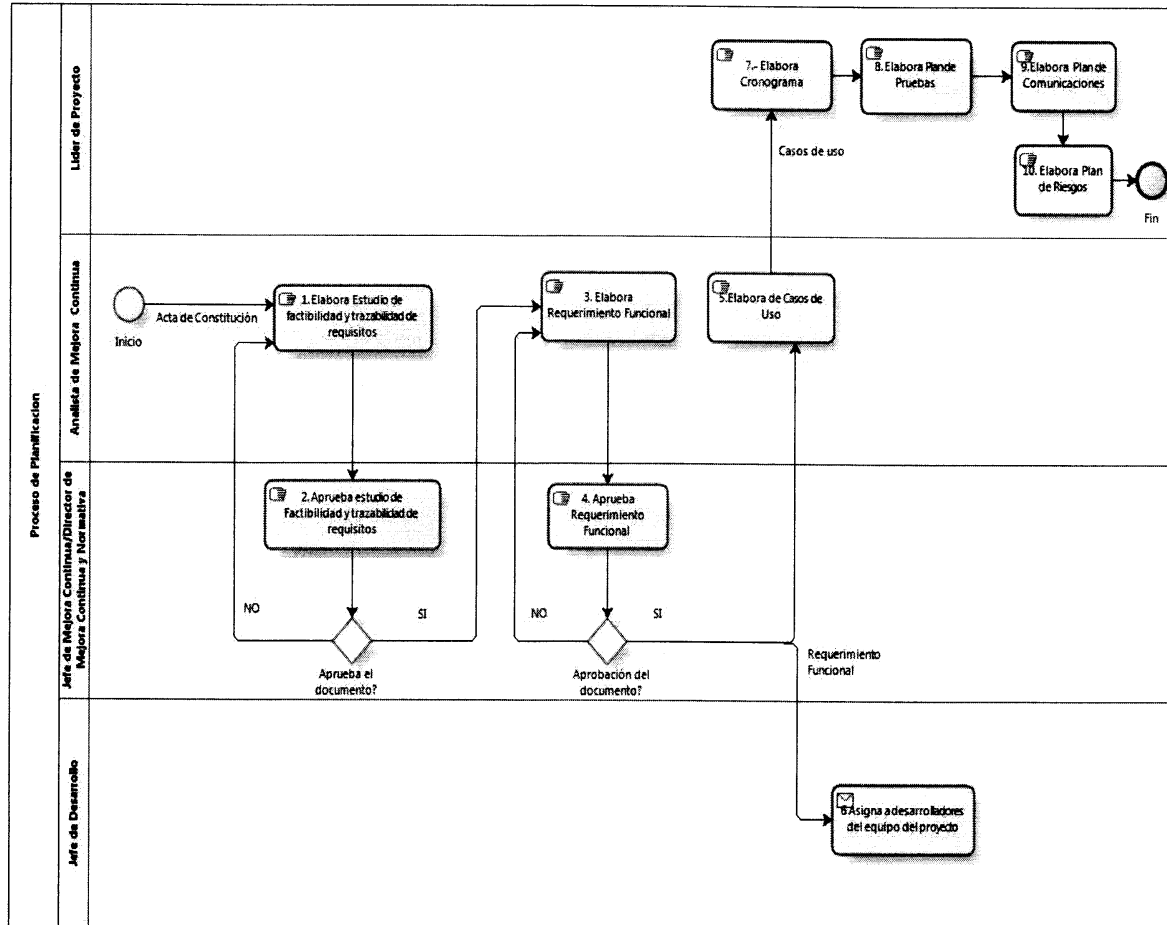 Proceso de Planificacion
Lider de Proyecto
7.- Elabora
Cronograma
8. Elabora Plan de
Pruebas
9.Elabora Plan de
Comunicaciones
Casos de uso
10. Elabora Plan
de Riesgos
Fin
Analista de Mejora Continua
Inicio
Acta de Constitución
1. Elabora Estudio de
factibilidad y trazabilidad de
requisitos
3. Elabora
Requerimiento Funcional
5.Elabora de Casos de
Uso
Jefe de Mejora Continua/Director de
Mejora Continua y Normativa
2. Aprueba estudio de
Factibilidad y trazabilidad de
requisitos
4. Aprueba
Requerimiento
Funcional
NO
SI
Aprueba el
documento?
NO
SI
Aprobación del
documento?
Requerimiento
Funcional
Jefe de Desarrollo
6 Asigna a desarrolladores
del equipo del proyecto